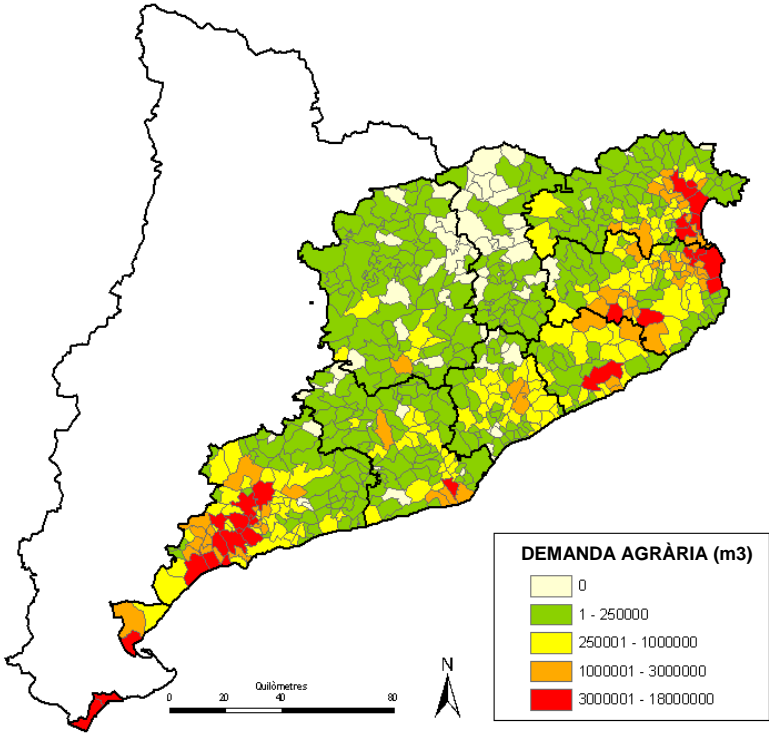 DEMANDA AGRÀRIA (m3)
0
1 - 250000
250001 - 1000000
1000001 - 3000000
3000001 - 18000000
N
Quilòmetres
0 20 40 80